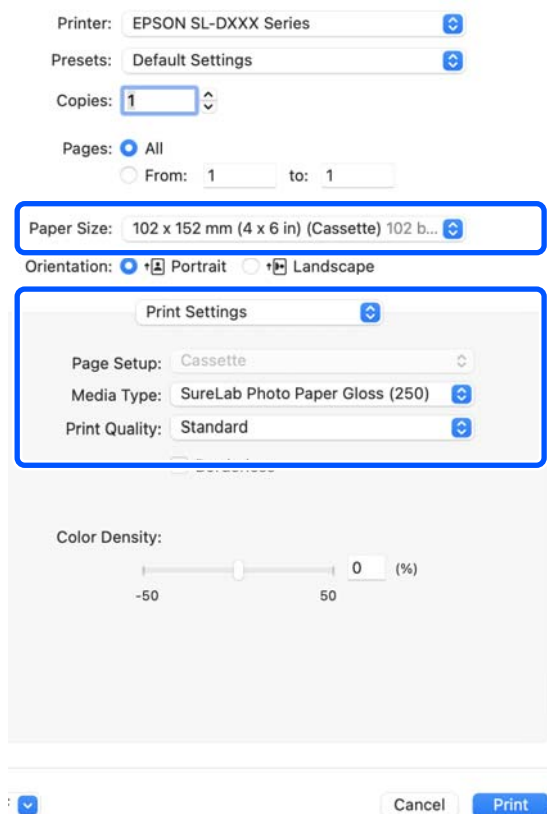 Printer: EPSON SL-DXXX Series
Presets: Default Settings
Copies: 1
Pages: All
From: 1 to: 1
Paper Size: 102 x 152 mm (4 x 6 in) (Cassette) 102 b...
Orientation: Portrait Landscape
Print Settings
Page Setup: Cassette
Media Type: SureLab Photo Paper Gloss (250)
Print Quality: Standard
Color Density:
0 (%)
-50 50
Cancel Print